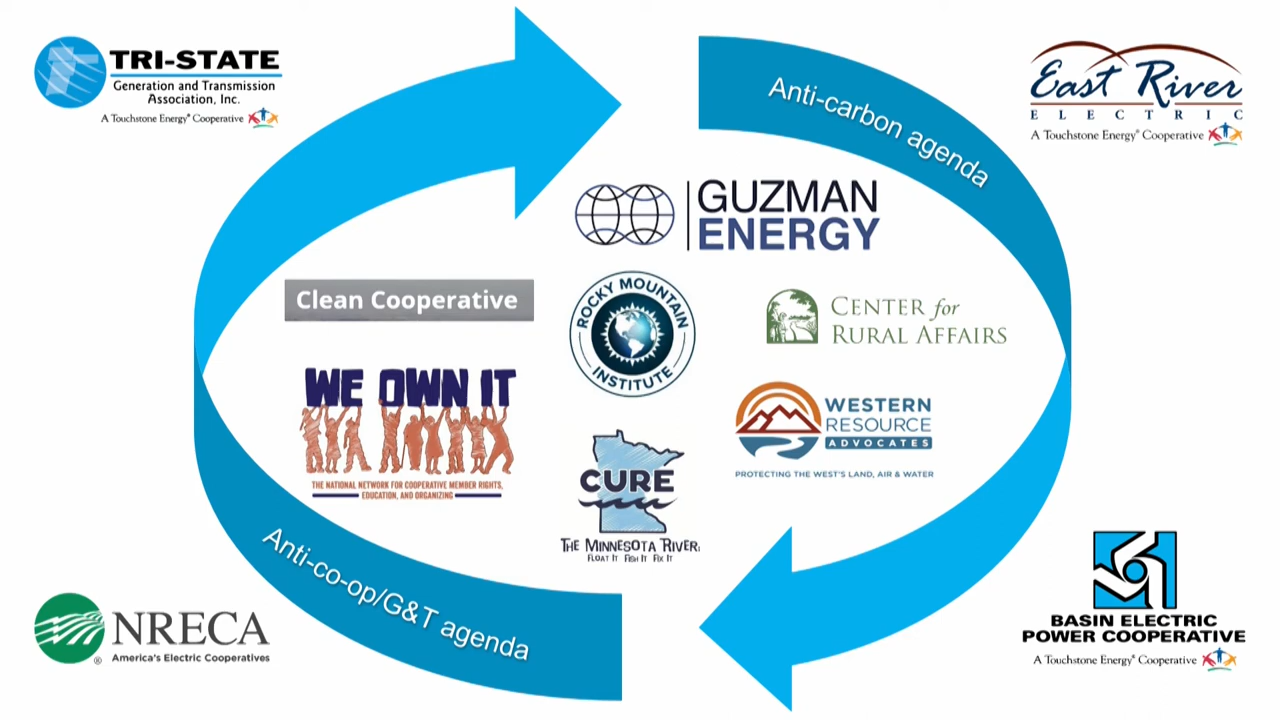 TRI-STATE
Generation and Transmission
Association, Inc.
A Touchstone Energy® Cooperative
Anti-carbon agenda
East River
ELECTRIC
A Touchstone Energy® Cooperative
GUZMAN
ENERGY
Clean Cooperative
ROCKY MOUNTAIN
INSTITUTE
CENTER for
RURAL AFFAIRS
WE OWN IT
THE NATIONAL NETWORK FOR COOPERATIVE MEMBER RIGHTS,
EDUCATION, AND ORGANIZING
WESTERN
RESOURCE
ADVOCATES
PROTECTING THE WEST'S LAND, AIR & WATER
CURE
THE MINNESOTA RIVER
FLOAT IT FISH IT FIX IT
Anti-co-op/G&T agenda
NRECA
®
America's Electric Cooperatives
BASIN ELECTRIC
POWER COOPERATIVE
A Touchstone Energy® Cooperative